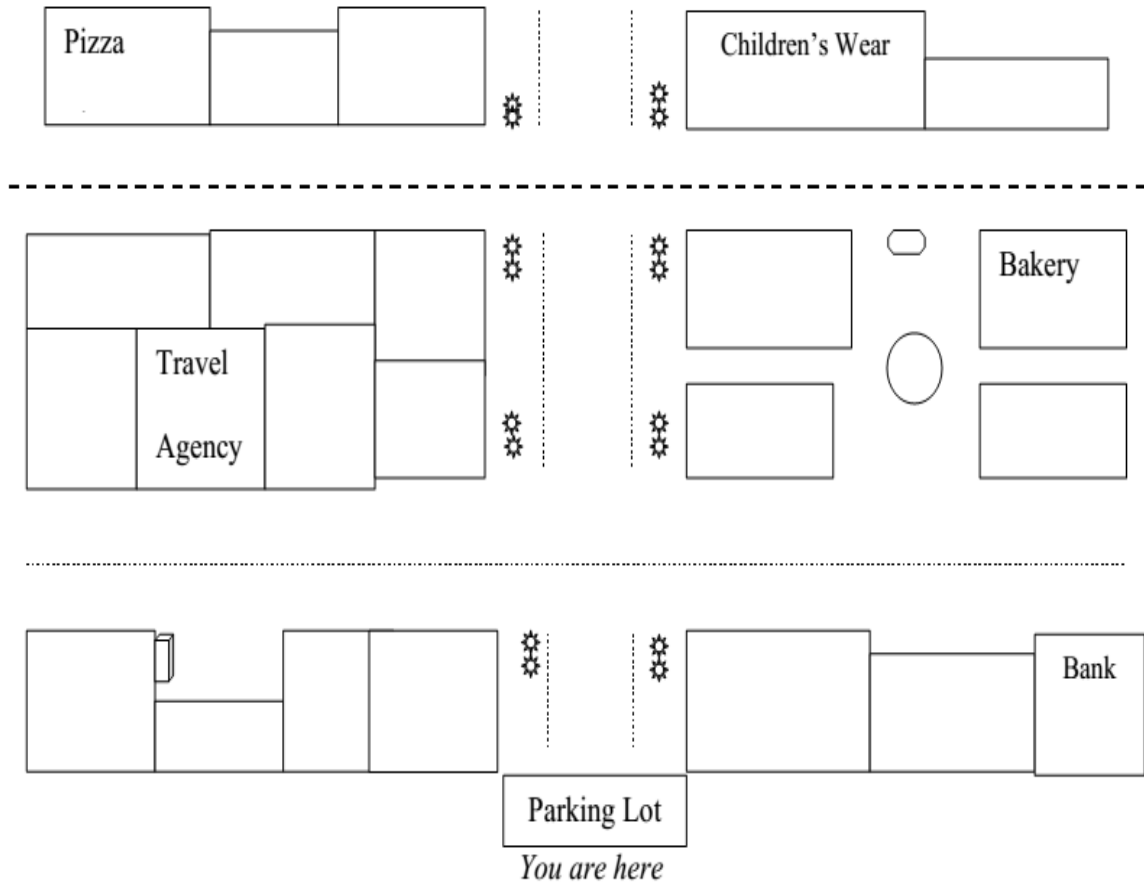 Pizza
Children's Wear
Bakery
Travel
Agency
Bank
Parking Lot
You are here